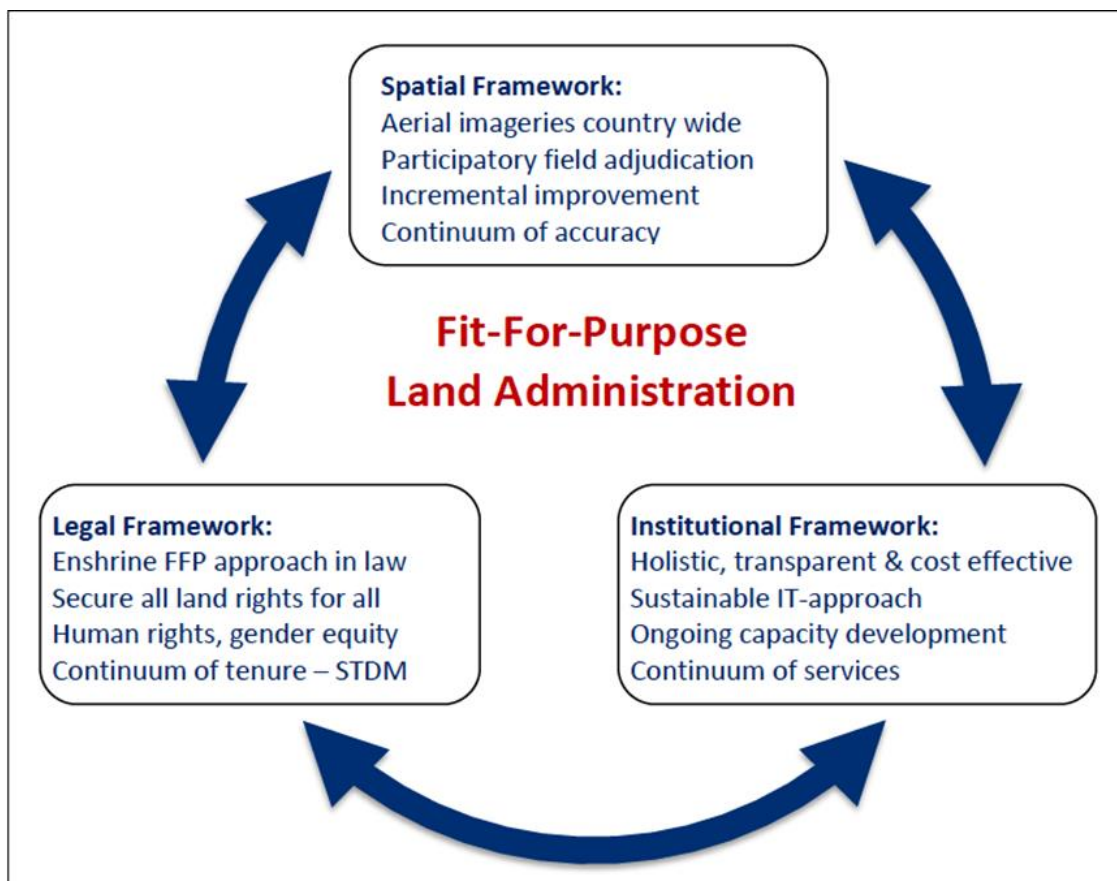 Spatial Framework:
Aerial imageries country wide
Participatory field adjudication
Incremental improvement
Continuum of accuracy
Fit-For-Purpose
Land Administration
Legal Framework:
Enshrine FFP approach in law
Secure all land rights for all
Human rights, gender equity
Continuum of tenure – STDM
Institutional Framework:
Holistic, transparent & cost effective
Sustainable IT-approach
Ongoing capacity development
Continuum of services